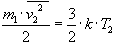 m₁·v₂² / 2 = 3/2 · k · T₂